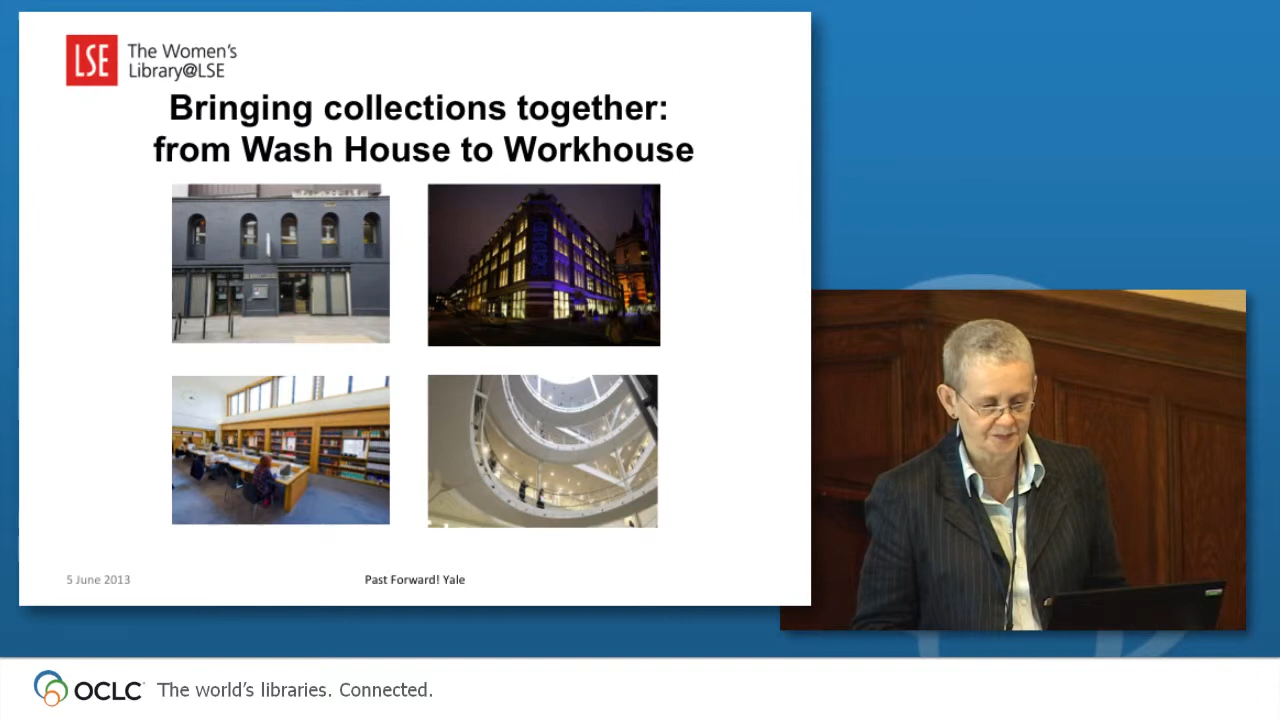 LSE
The Women's
Library@LSE
Bringing collections together:
from Wash House to Workhouse
5 June 2013
Past Forward! Yale
OCLC
The world's libraries. Connected.